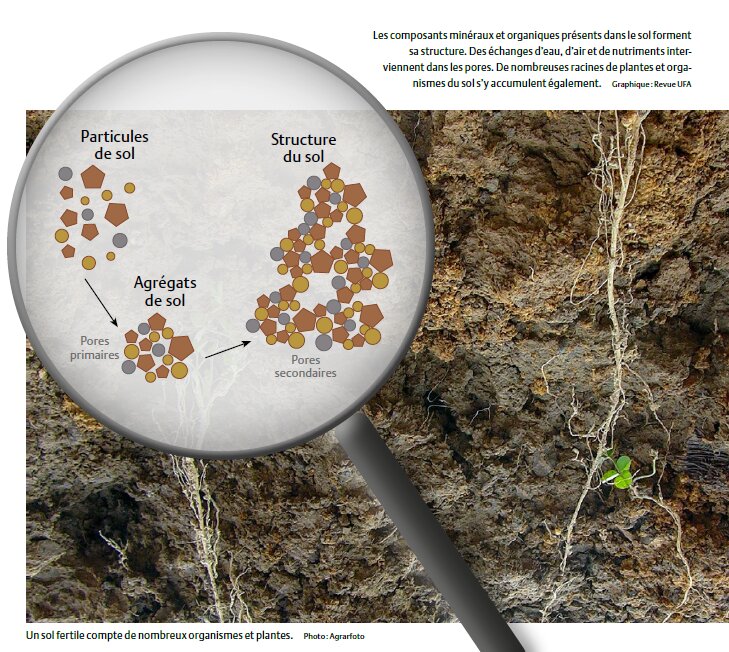 Les composants minéraux et organiques présents dans le sol forment
sa structure. Des échanges d'eau, d'air et de nutriments inter-
viennent dans les pores. De nombreuses racines de plantes et orga-
nismes du sol s'y accumulent également. Graphique : Revue UFA
Particules
de sol
Structure
du sol
Agrégats
de sol
Pores
primaires
Pores
secondaires
Un sol fertile compte de nombreux organismes et plantes. Photo : Agrarfoto